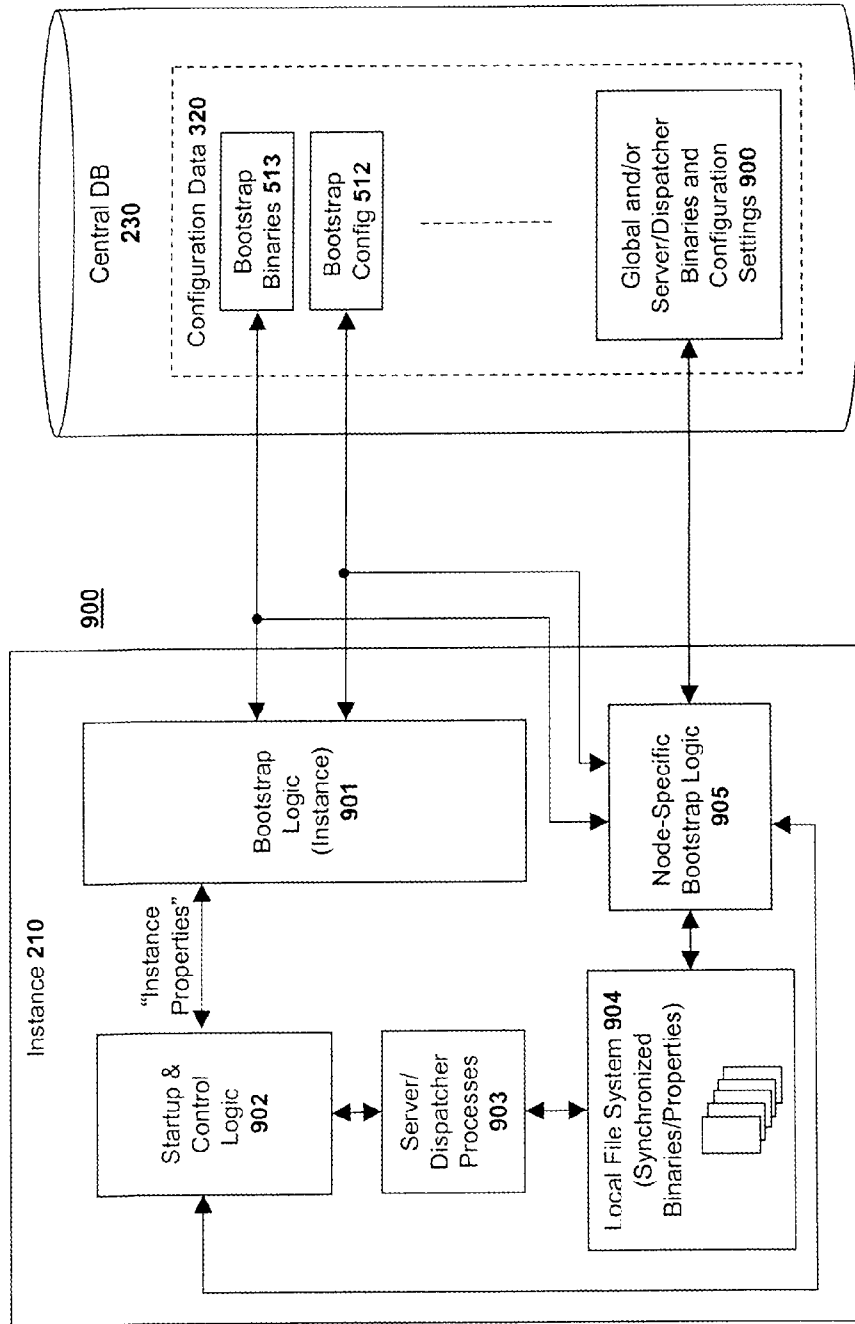 Instance 210
900
Central DB
230
Startup &
Control
Logic
902
“Instance
Properties”
Bootstrap
Logic
(Instance)
901
Configuration Data 320
Bootstrap
Binaries 513
Bootstrap
Config 512
Server/
Dispatcher
Processes
903
Local File System 904
(Synchronized
Binaries/Properties)
Node-Specific
Bootstrap Logic
905
Global and/or
Server/Dispatcher
Binaries and
Configuration
Settings 900